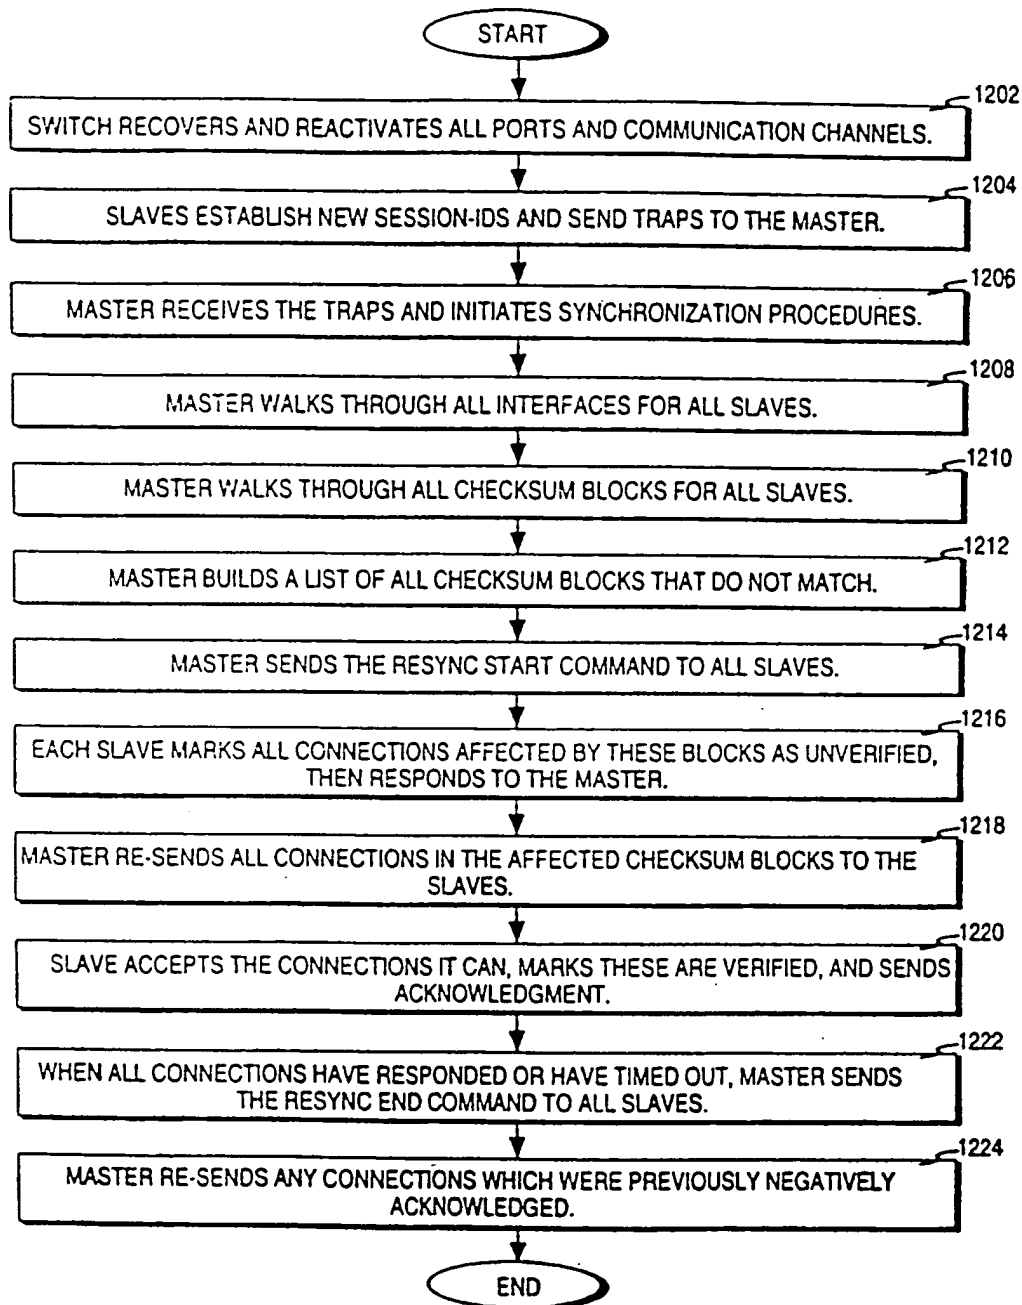 START
1202
SWITCH RECOVERS AND REACTIVATES ALL PORTS AND COMMUNICATION CHANNELS.
1204
SLAVES ESTABLISH NEW SESSION-IDS AND SEND TRAPS TO THE MASTER.
1206
MASTER RECEIVES THE TRAPS AND INITIATES SYNCHRONIZATION PROCEDURES.
1208
MASTER WALKS THROUGH ALL INTERFACES FOR ALL SLAVES.
1210
MASTER WALKS THROUGH ALL CHECKSUM BLOCKS FOR ALL SLAVES.
1212
MASTER BUILDS A LIST OF ALL CHECKSUM BLOCKS THAT DO NOT MATCH.
1214
MASTER SENDS THE RESYNC START COMMAND TO ALL SLAVES.
1216
EACH SLAVE MARKS ALL CONNECTIONS AFFECTED BY THESE BLOCKS AS UNVERIFIED,
THEN RESPONDS TO THE MASTER.
1218
MASTER RE-SENDS ALL CONNECTIONS IN THE AFFECTED CHECKSUM BLOCKS TO THE
SLAVES.
1220
SLAVE ACCEPTS THE CONNECTIONS IT CAN, MARKS THESE ARE VERIFIED, AND SENDS
ACKNOWLEDGMENT.
1222
WHEN ALL CONNECTIONS HAVE RESPONDED OR HAVE TIMED OUT, MASTER SENDS
THE RESYNC END COMMAND TO ALL SLAVES.
1224
MASTER RE-SENDS ANY CONNECTIONS WHICH WERE PREVIOUSLY NEGATIVELY
ACKNOWLEDGED.
END